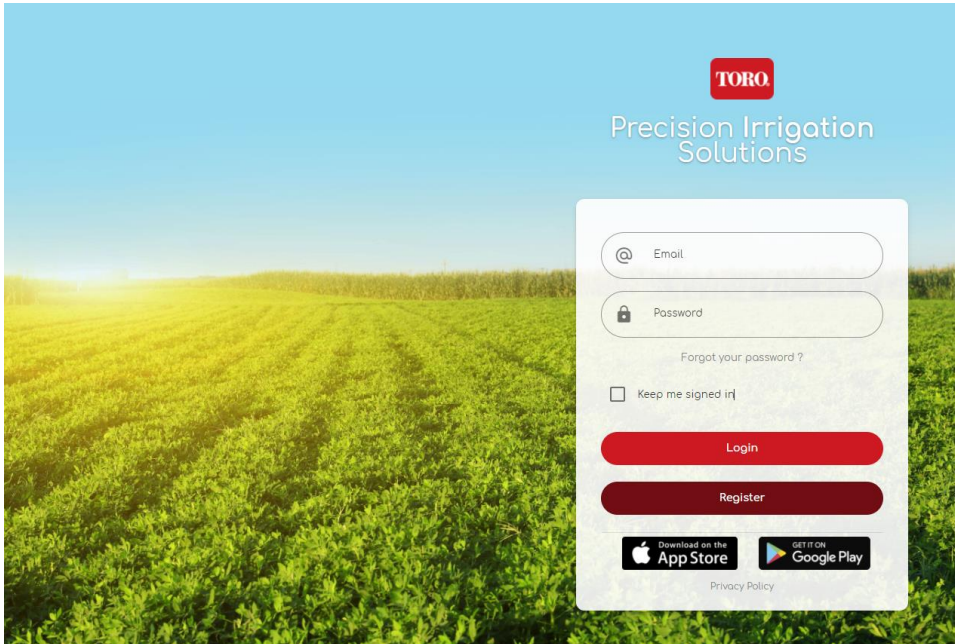 TORO.
Precision Irrigation
Solutions
Email
Password
Forgot your password ?
Keep me signed in
Login
Register
Download on the
App Store
GET IT ON
Google Play
Privacy Policy